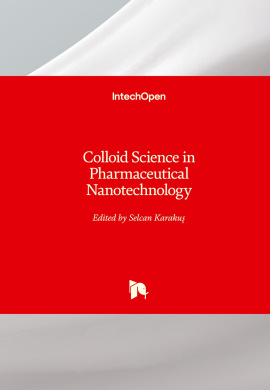 IntechOpen
Colloid Science in
Pharmaceutical
Nanotechnology
Edited by Selcan Karakuş